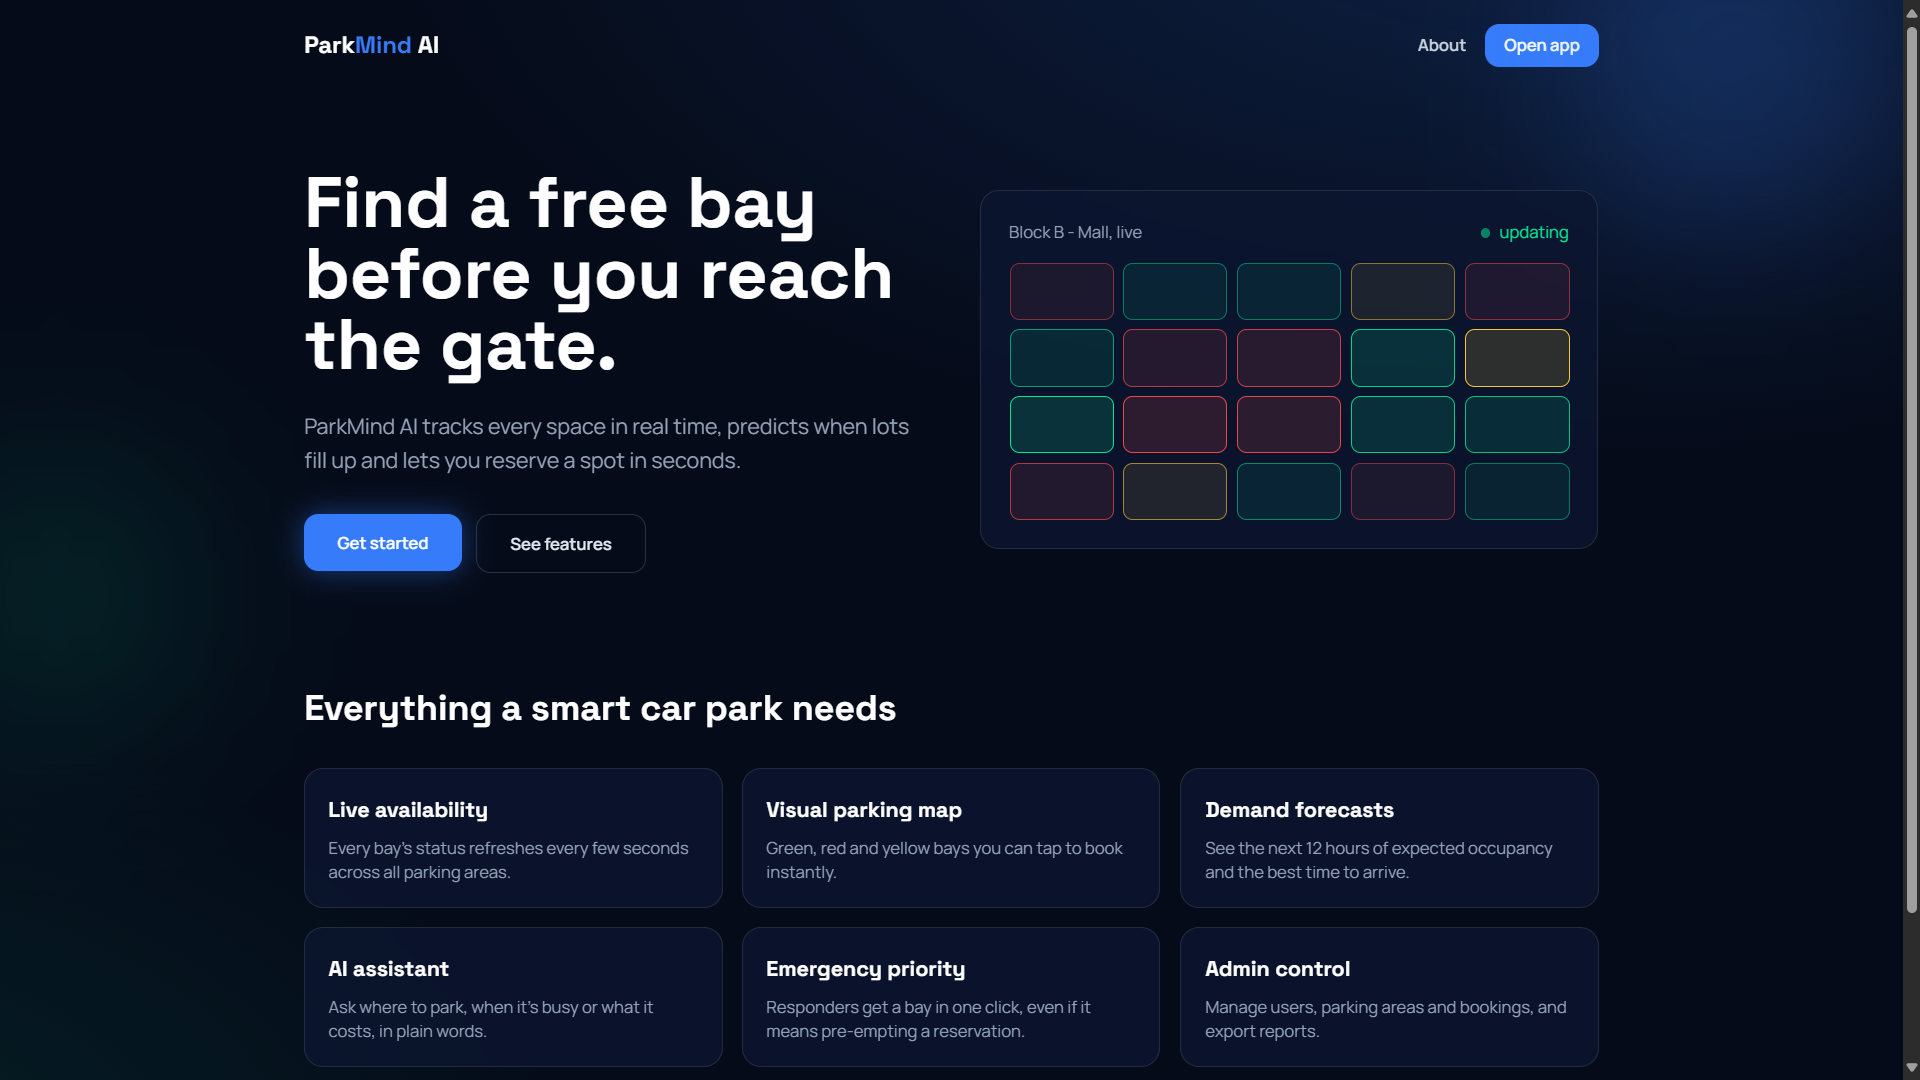 ParkMind AI
About
Open app
Find a free bay
before you reach
the gate.
ParkMind AI tracks every space in real time, predicts when lots
fill up and lets you reserve a spot in seconds.
Get started
See features
Block B - Mall, live
updating
Everything a smart car park needs
Live availability
Every bay's status refreshes every few seconds
across all parking areas.
Visual parking map
Green, red and yellow bays you can tap to book
instantly.
Demand forecasts
See the next 12 hours of expected occupancy
and the best time to arrive.
AI assistant
Ask where to park, when it's busy or what it
costs, in plain words.
Emergency priority
Responders get a bay in one click, even if it
means pre-empting a reservation.
Admin control
Manage users, parking areas and bookings, and
export reports.